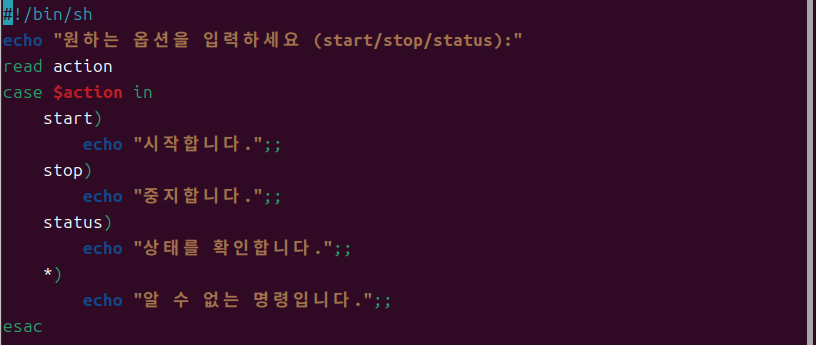 #!/bin/sh
echo "원하는 옵션을 입력하세요 (start/stop/status):"
read action
case $action in
    start)
        echo "시작합니다.";;
    stop)
        echo "중지합니다.";;
    status)
        echo "상태를 확인합니다.";;
    *)
        echo "알 수 없는 명령입니다.";;
esac